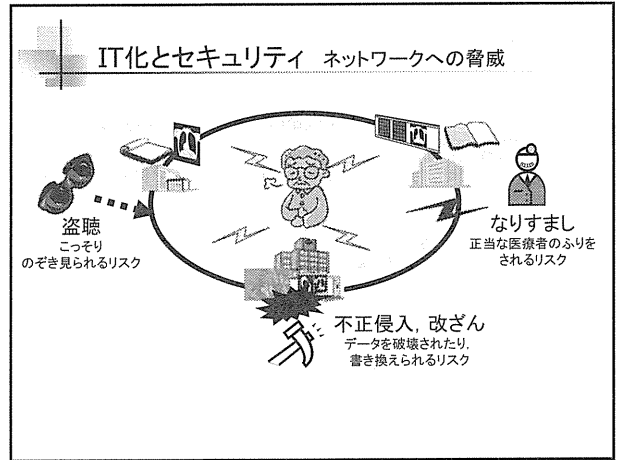 IT化とセキュリティ ネットワークへの脅威
盗聴
こっそり
のぞき見られるリスク
なりすまし
正当な医療者のふりを
されるリスク
不正侵入, 改ざん
データを破壊されたり,
書き換えられるリスク